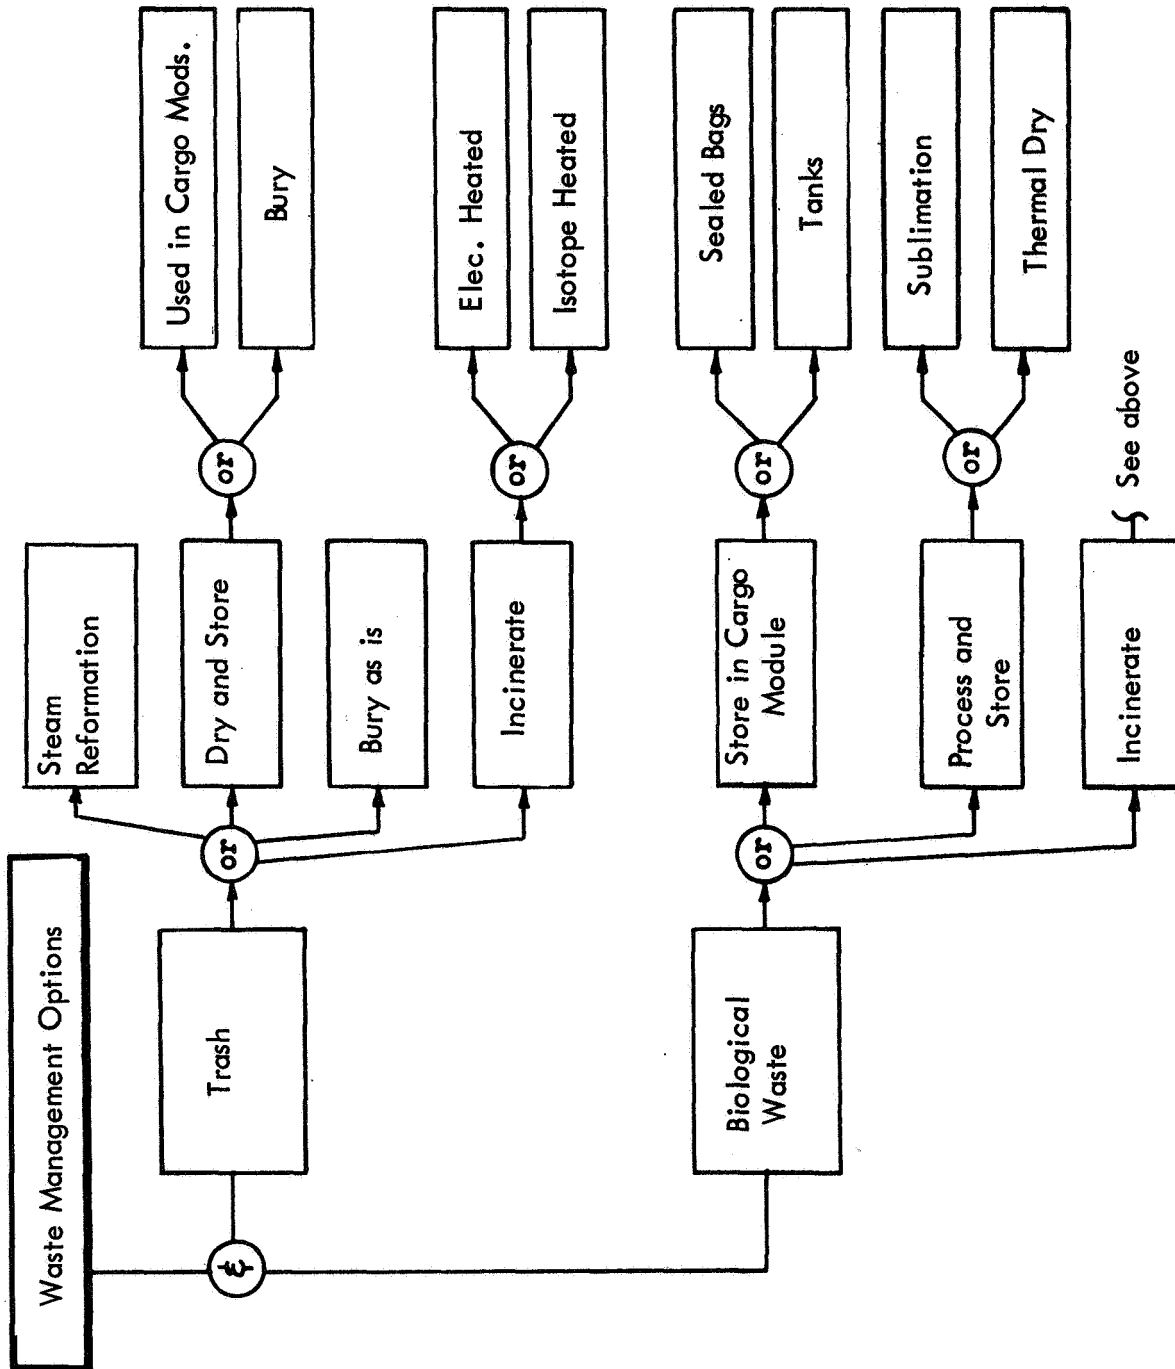 Waste Management Options
&
Trash
or
Steam
Reformation
Dry and Store
or
Used in Cargo Mods.
Bury
Bury as is
Incinerate
or
Elec. Heated
Isotope Heated
Biological
Waste
or
Store in Cargo
Module
or
Sealed Bags
Tanks
Process and
Store
or
Sublimation
Thermal Dry
Incinerate
See above